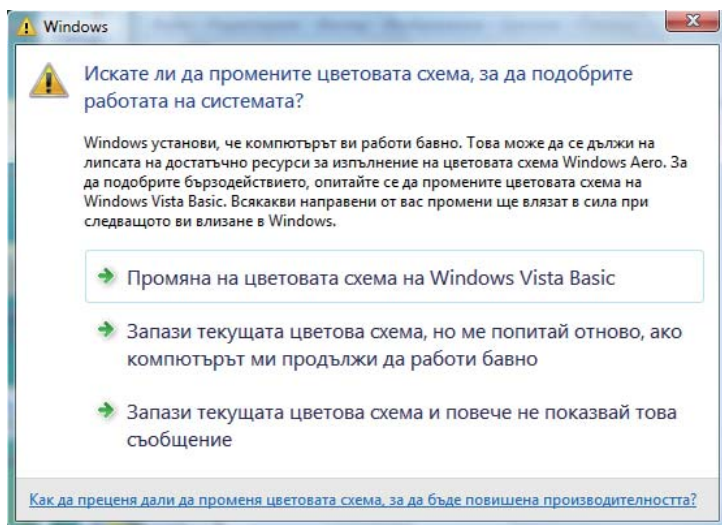 Windows
Искате ли да промените цветовата схема, за да подобрите
работата на системата?
Windows установи, че компютърът ви работи бавно. Това може да се дължи на
липсата на достатъчно ресурси за изпълнение на цветовата схема Windows Aero. За
да подобрите бързодействието, опитайте се да промените цветовата схема на
Windows Vista Basic. Всякакви направени от вас промени ще влязат в сила при
следващото ви влизане в Windows.
Промяна на цветовата схема на Windows Vista Basic
Запази текущата цветова схема, но ме попитай отново, ако
компютърът ми продължи да работи бавно
Запази текущата цветова схема и повече не показвай това
съобщение
Как да преценя дали да променя цветовата схема, за да бъде повишена производителността?